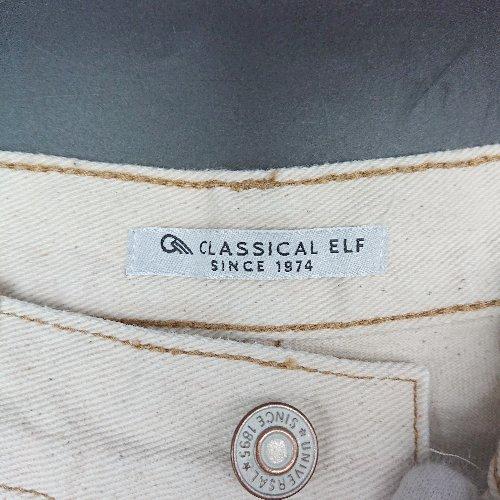 CLASSICAL ELF
SINCE 1974
UNIVERSAL ★ SINCE 1895 ★